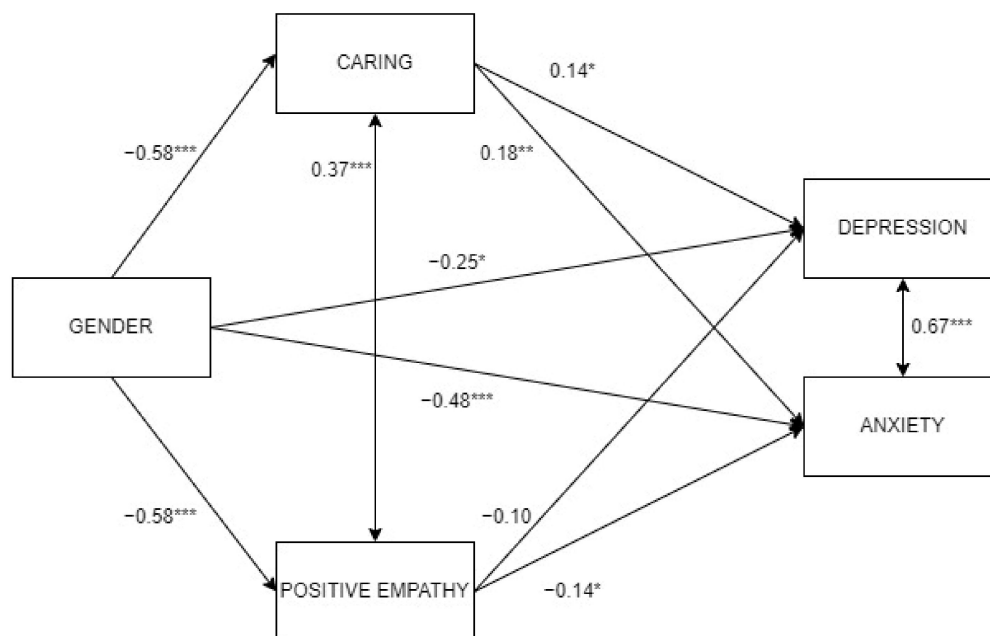 CARING
0.14*
−0.58***
0.37***
0.18**
DEPRESSION
−0.25*
GENDER
0.67***
−0.48***
ANXIETY
−0.58***
−0.10
POSITIVE EMPATHY
−0.14*